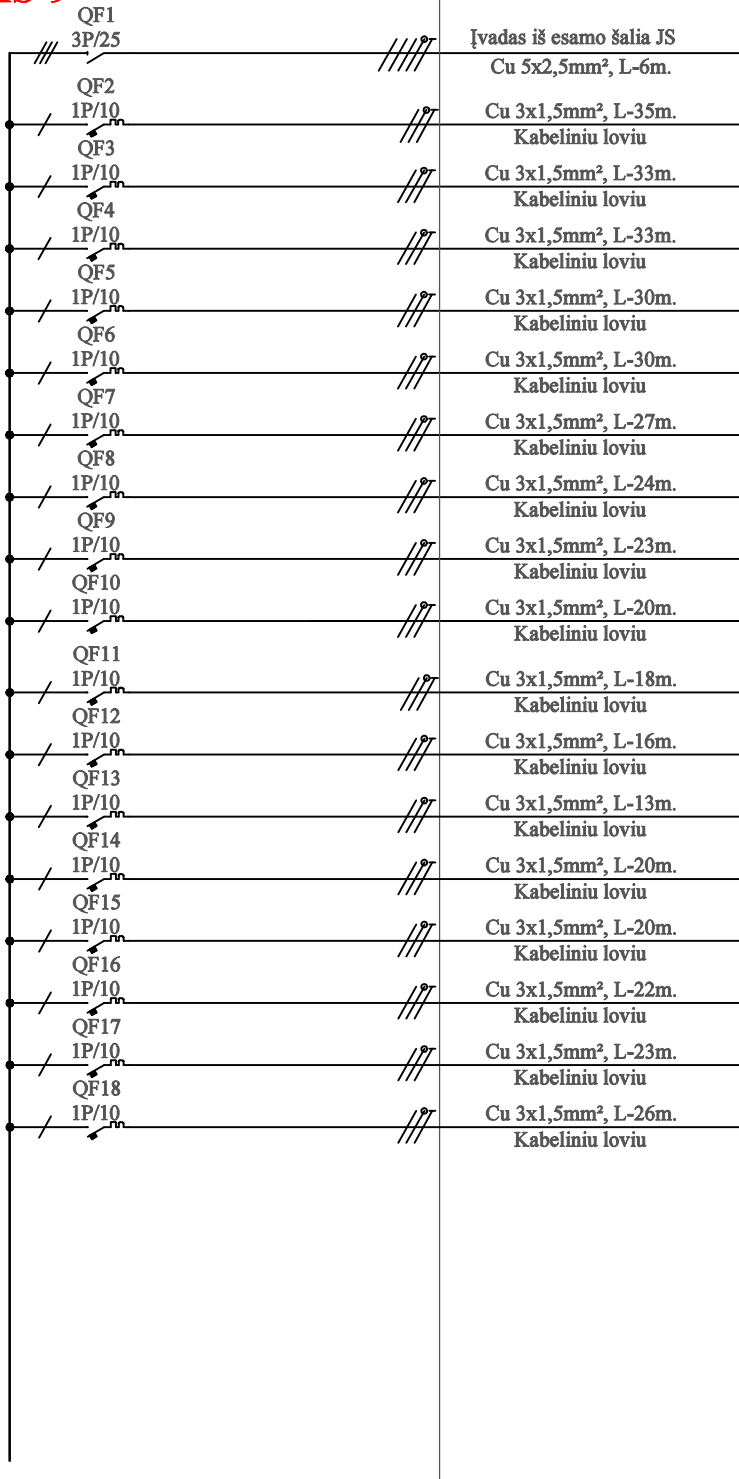 QF1
3P/25
Įvadas iš esamo šalia JS
Cu 5x2,5mm², L-6m.
QF2
1P/10
Cu 3x1,5mm², L-35m.
Kabeliniu loviu
QF3
1P/10
Cu 3x1,5mm², L-33m.
Kabeliniu loviu
QF4
1P/10
Cu 3x1,5mm², L-33m.
Kabeliniu loviu
QF5
1P/10
Cu 3x1,5mm², L-30m.
Kabeliniu loviu
QF6
1P/10
Cu 3x1,5mm², L-30m.
Kabeliniu loviu
QF7
1P/10
Cu 3x1,5mm², L-27m.
Kabeliniu loviu
QF8
1P/10
Cu 3x1,5mm², L-24m.
Kabeliniu loviu
QF9
1P/10
Cu 3x1,5mm², L-23m.
Kabeliniu loviu
QF10
1P/10
Cu 3x1,5mm², L-20m.
Kabeliniu loviu
QF11
1P/10
Cu 3x1,5mm², L-18m.
Kabeliniu loviu
QF12
1P/10
Cu 3x1,5mm², L-16m.
Kabeliniu loviu
QF13
1P/10
Cu 3x1,5mm², L-13m.
Kabeliniu loviu
QF14
1P/10
Cu 3x1,5mm², L-20m.
Kabeliniu loviu
QF15
1P/10
Cu 3x1,5mm², L-20m.
Kabeliniu loviu
QF16
1P/10
Cu 3x1,5mm², L-22m.
Kabeliniu loviu
QF17
1P/10
Cu 3x1,5mm², L-23m.
Kabeliniu loviu
QF18
1P/10
Cu 3x1,5mm², L-26m.
Kabeliniu loviu